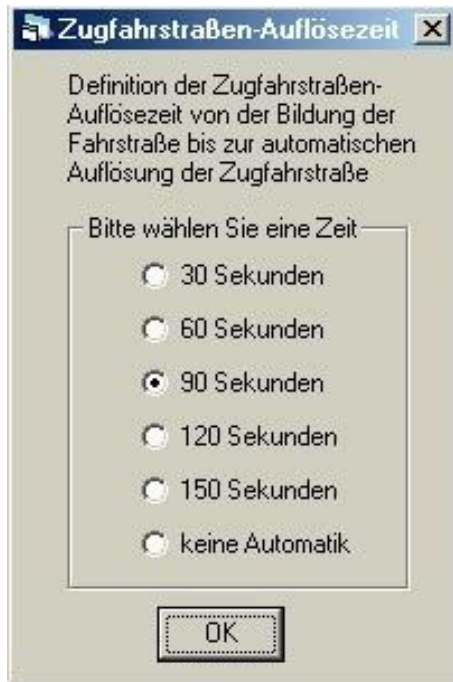 Zugfahrstraßen-Auflösezeit
Definition der Zugfahrstraßen-
Auflösezeit von der Bildung der
Fahrstraße bis zur automatischen
Auflösung der Zugfahrstraße
Bitte wählen Sie eine Zeit
30 Sekunden
60 Sekunden
90 Sekunden
120 Sekunden
150 Sekunden
keine Automatik
OK